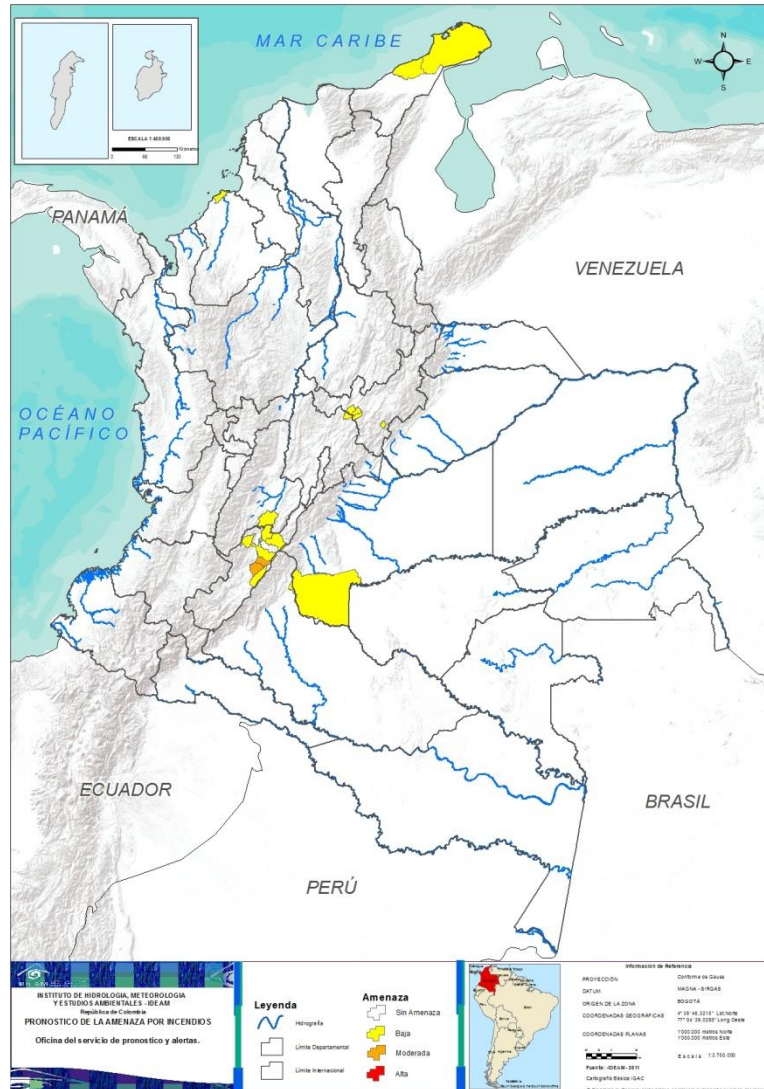 MAR CARIBE
N
W
E
S
ESCALA 1:400.000
PANAMÁ
VENEZUELA
OCÉANO
PACÍFICO
ECUADOR
BRASIL
PERÚ
INSTITUTO DE HIDROLOGIA, METEOROLOGIA
Y ESTUDIOS AMBIENTALES - IDEAM
República de Colombia
PRONOSTICO DE LA AMENAZA POR INCENDIOS
Oficina del servicio de pronostico y alertas.
Leyenda
Hidrografía
Límite Departamental
Límite Internacional
Amenaza
Sin Amenaza
Baja
Moderada
Alta
Información de Referencia
PROYECCIÓN Conforme de Gauss
DATUM MAGNA - SIRGAS
ORIGEN DE LA ZONA BOGOTÁ
COORDENADAS GEOGRÁFICAS
COORDENADAS PLANAS 1'000.000 metros Norte
1'000.000 metros Este
Escala 1:2.700.000
Fuente: -IDEAM- 2011
Cartografía Básica: IGAC